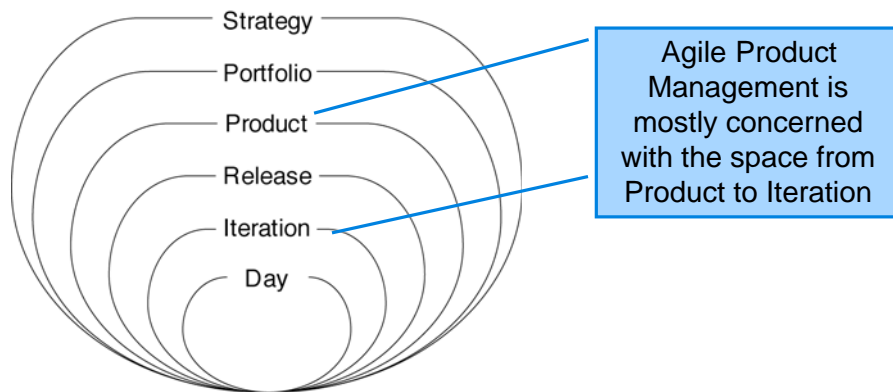 Strategy
Portfolio
Product
Release
Iteration
Day
Agile Product
Management is
mostly concerned
with the space from
Product to Iteration